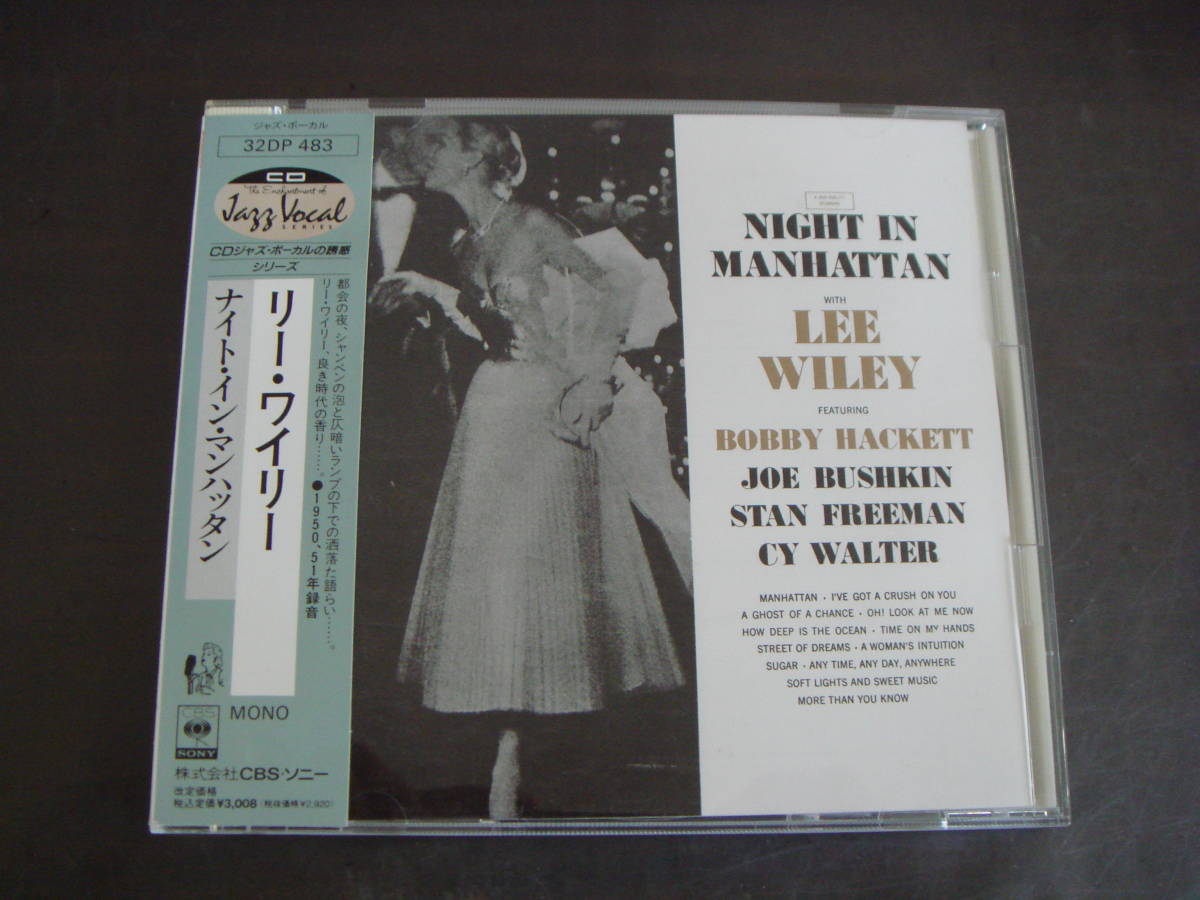 ジャズ・ボーカル
32DP 483
CD
The Enchantment of
Jazz Vocal
SERIES
CDジャズ・ボーカルの誘惑
シリーズ
都会の夜、シャンペンの泡と仄暗いランプの下での洒落た語らい……。
リー・ワイリー、良き時代の香り……。●1950、51年録音
リー・ワイリー
ナイト・イン・マンハッタン
CBS
SONY
MONO
株式会社CBS・ソニー
改定価格
税込定価¥3,008(税抜価格¥2,920)
NIGHT IN
MANHATTAN
WITH
LEE
WILEY
FEATURING
BOBBY HACKETT
JOE BUSHKIN
STAN FREEMAN
CY WALTER
MANHATTAN · I'VE GOT A CRUSH ON YOU
A GHOST OF A CHANCE · OH! LOOK AT ME NOW
HOW DEEP IS THE OCEAN · TIME ON MY HANDS
STREET OF DREAMS · A WOMAN'S INTUITION
SUGAR · ANY TIME, ANY DAY, ANYWHERE
SOFT LIGHTS AND SWEET MUSIC
MORE THAN YOU KNOW